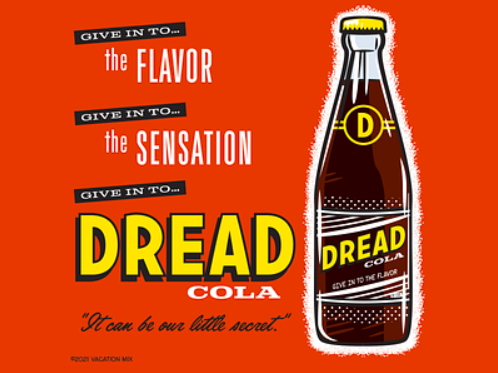 GIVE IN TO...
the FLAVOR
GIVE IN TO...
the SENSATION
GIVE IN TO...
DREAD
COLA
"It can be our little secret."
©2021 VACATION MIX
D
DREAD
COLA
GIVE IN TO THE FLAVOR